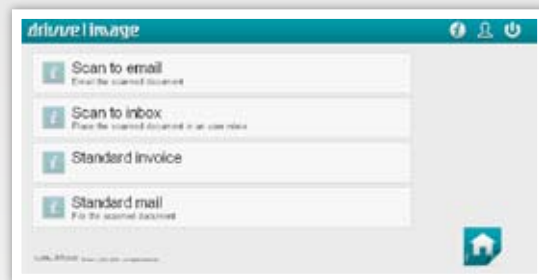 drivve | image
Scan to email
Email the scanned document
Scan to inbox
Place the scanned document in an user inbox
Standard invoice
Standard mail
File the scanned document